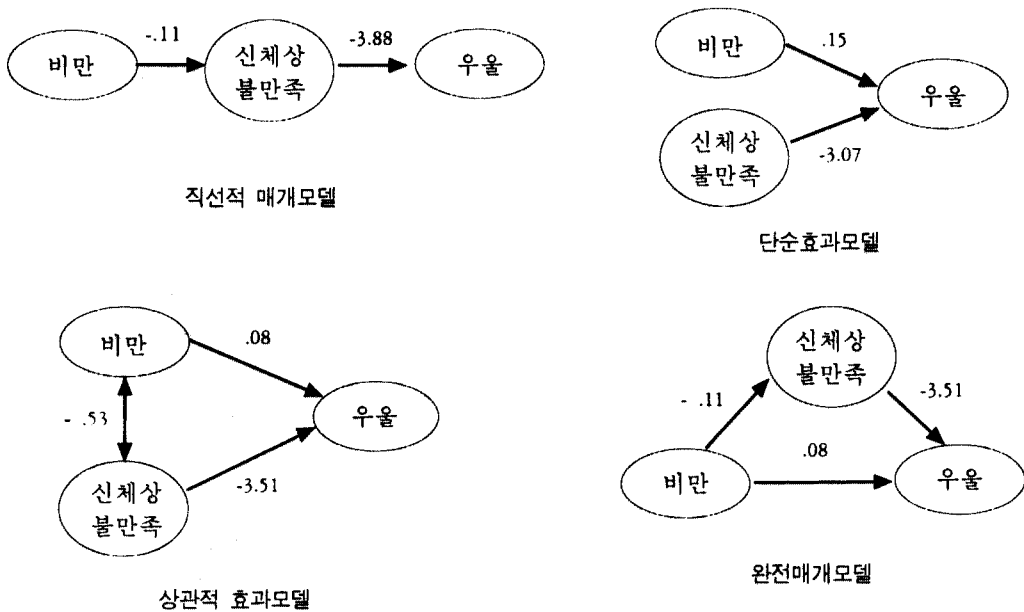 -.11
-3.88
비만
신체상
불만족
우울
직선적 매개모델
비만
.15
우울
신체상
불만족
-3.07
단순효과모델
비만
.08
- .53
우울
신체상
불만족
-3.51
상관적 효과모델
신체상
불만족
- .11
-3.51
.08
비만
우울
완전매개모델